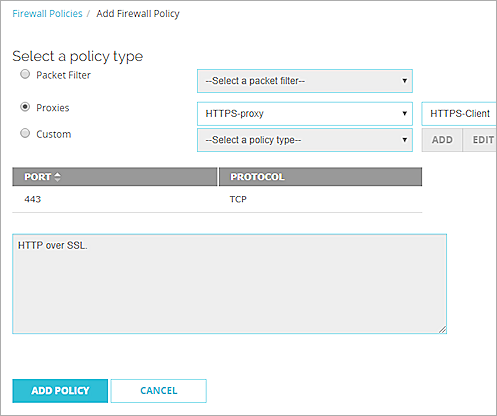 Firewall Policies / Add Firewall Policy
Select a policy type
Packet Filter --Select a packet filter--
Proxies HTTPS-proxy HTTPS-Client
Custom --Select a policy type-- ADD EDIT
PORT PROTOCOL
443 TCP
HTTP over SSL.
ADD POLICY CANCEL